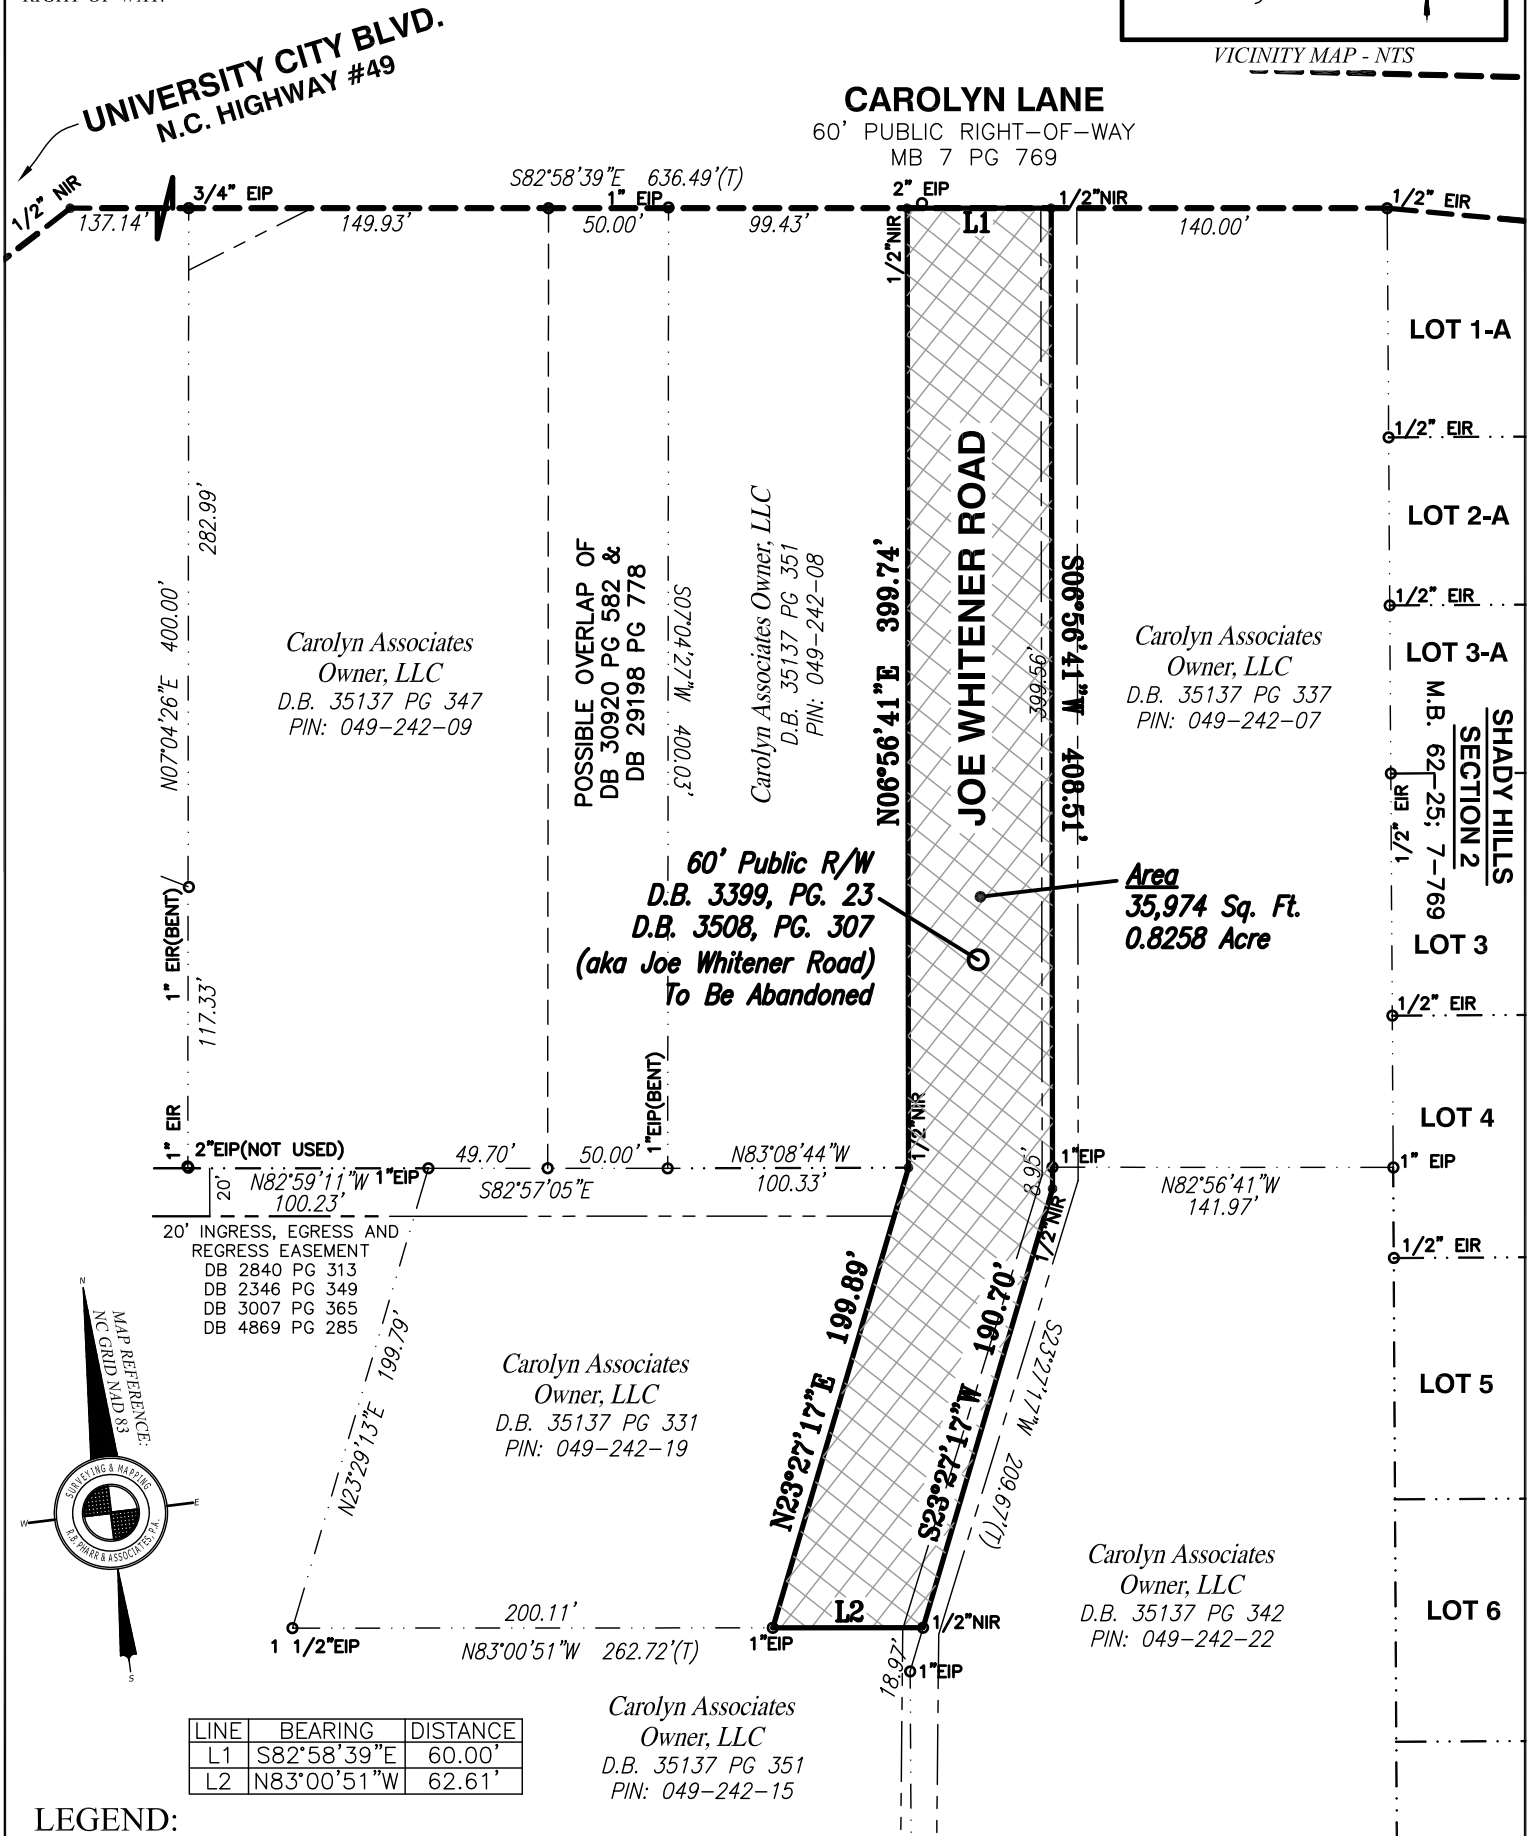 VICINITY MAP - NTS
UNIVERSITY CITY BLVD.
N.C. HIGHWAY #49
CAROLYN LANE
60' PUBLIC RIGHT-OF-WAY
MB 7 PG 769
S82°58'39"E 636.49'(T)
1/2" NIR
137.14'
3/4" EIP
149.93'
1" EIP
50.00'
99.43'
2" EIP
1/2"NIR
L1
1/2"NIR
140.00'
1/2" EIR
LOT 1-A
1/2" EIR
LOT 2-A
1/2" EIR
LOT 3-A
SHADY HILLS
SECTION 2
M.B. 62-25; 7-769
1/2" EIR
LOT 3
1/2" EIR
LOT 4
1" EIP
1/2" EIR
LOT 5
LOT 6
282.99'
N07°04'26"E 400.00'
Carolyn Associates
Owner, LLC
D.B. 35137 PG 347
PIN: 049-242-09
POSSIBLE OVERLAP OF
DB 30920 PG 582 &
DB 29198 PG 778
S07°04'27"W 400.03'
Carolyn Associates Owner, LLC
D.B. 35137 PG 351
PIN: 049-242-08
N06°56'41"E 399.74'
JOE WHITENER ROAD
399.56'
S06°56'41"W 408.51'
Carolyn Associates
Owner, LLC
D.B. 35137 PG 337
PIN: 049-242-07
60' Public R/W
D.B. 3399, PG. 23
D.B. 3508, PG. 307
(aka Joe Whitener Road)
To Be Abandoned
Area
35,974 Sq. Ft.
0.8258 Acre
1" EIR(BENT)
117.33'
1" EIR
2"EIP(NOT USED)
N82°59'11"W
100.23'
20'
1"EIP
49.70'
50.00'
S82°57'05"E
1"EIP(BENT)
N83°08'44"W
100.33'
1/2"NIR
8.95'
1"EIP
1/2"NIR
N82°56'41"W
141.97'
20' INGRESS, EGRESS AND
REGRESS EASEMENT
DB 2840 PG 313
DB 2346 PG 349
DB 3007 PG 365
DB 4869 PG 285
N
MAP REFERENCE:
NC GRID NAD 83
SURVEYING & MAPPING
R.B. PHARR & ASSOCIATES, P.A.
W
E
S
N23°29'13"E 199.79'
Carolyn Associates
Owner, LLC
D.B. 35137 PG 331
PIN: 049-242-19
N23°27'17"E 199.89'
S23°27'17"W 190.70'
S23°27'17"W 209.67'(T)
Carolyn Associates
Owner, LLC
D.B. 35137 PG 342
PIN: 049-242-22
1 1/2"EIP
200.11'
N83°00'51"W 262.72'(T)
1"EIP
L2
1/2"NIR
18.97'
1"EIP
Carolyn Associates
Owner, LLC
D.B. 35137 PG 351
PIN: 049-242-15
LINE BEARING DISTANCE
L1 S82°58'39"E 60.00'
L2 N83°00'51"W 62.61'
LEGEND: